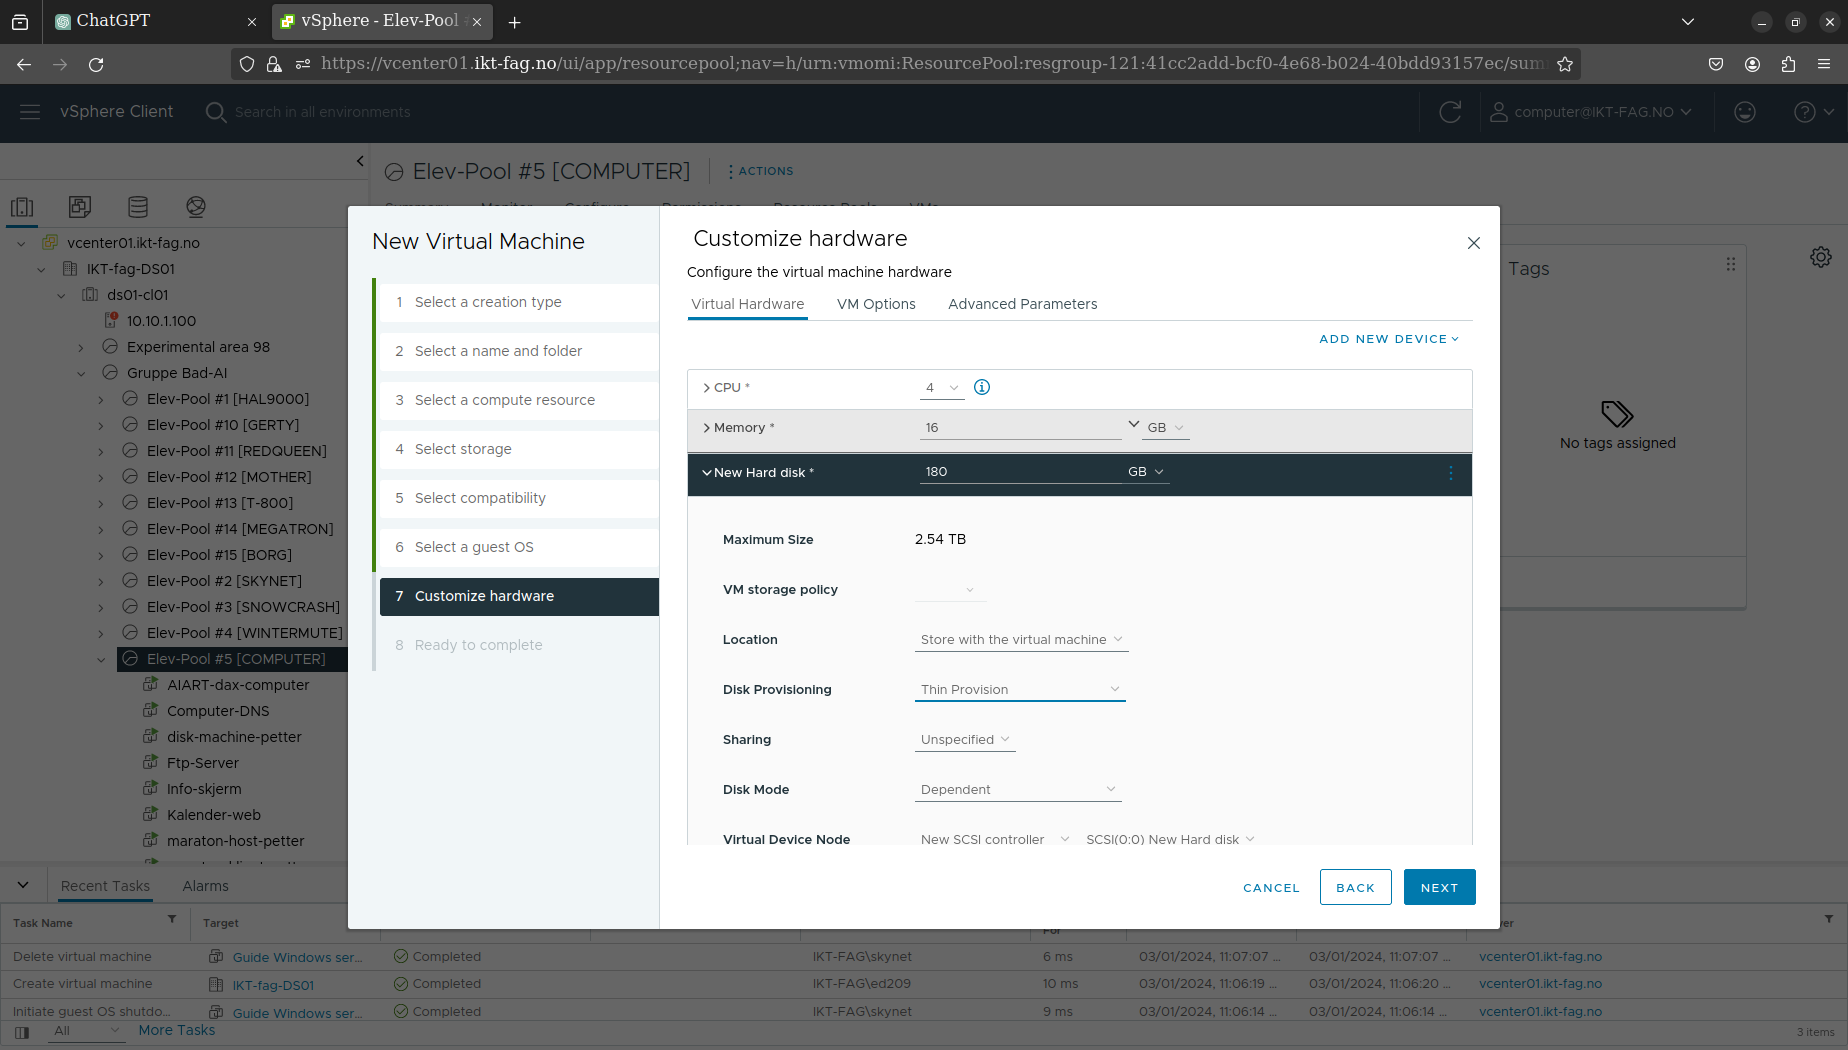 ChatGPT
vSphere - Elev-Pool
https://vcenter01.ikt-fag.no/ui/app/resourcepool;nav=h/urn:vmomi:ResourcePool:resgroup-121:41cc2add-bcf0-4e68-b024-40bdd93157ec/sum
vSphere Client
Search in all environments
computer@IKT-FAG.NO
Elev-Pool #5 [COMPUTER]
ACTIONS
Summary Monitor Configure Permissions Resource Pools VMs
vcenter01.ikt-fag.no
IKT-fag-DS01
ds01-cl01
10.10.1.100
Experimental area 98
Gruppe Bad-AI
Elev-Pool #1 [HAL9000]
Elev-Pool #10 [GERTY]
Elev-Pool #11 [REDQUEEN]
Elev-Pool #12 [MOTHER]
Elev-Pool #13 [T-800]
Elev-Pool #14 [MEGATRON]
Elev-Pool #15 [BORG]
Elev-Pool #2 [SKYNET]
Elev-Pool #3 [SNOWCRASH]
Elev-Pool #4 [WINTERMUTE]
Elev-Pool #5 [COMPUTER]
AIART-dax-computer
Computer-DNS
disk-machine-petter
Ftp-Server
Info-skjerm
Kalender-web
maraton-host-petter
New Virtual Machine
1 Select a creation type
2 Select a name and folder
3 Select a compute resource
4 Select storage
5 Select compatibility
6 Select a guest OS
7 Customize hardware
8 Ready to complete
Customize hardware
Configure the virtual machine hardware
Virtual Hardware VM Options Advanced Parameters
ADD NEW DEVICE
CPU * 4
Memory * 16 GB
New Hard disk * 180 GB
Maximum Size 2.54 TB
VM storage policy
Location Store with the virtual machine
Disk Provisioning Thin Provision
Sharing Unspecified
Disk Mode Dependent
Virtual Device Node New SCSI controller SCSI(0:0) New Hard disk
CANCEL BACK NEXT
Tags
No tags assigned
Recent Tasks Alarms
Task Name Target For
Delete virtual machine Guide Windows ser... Completed IKT-FAG\skynet 6 ms 03/01/2024, 11:07:07 ... 03/01/2024, 11:07:07 ... vcenter01.ikt-fag.no
Create virtual machine IKT-fag-DS01 Completed IKT-FAG\ed209 10 ms 03/01/2024, 11:06:19 ... 03/01/2024, 11:06:20 ... vcenter01.ikt-fag.no
Initiate guest OS shutdo... Guide Windows ser... Completed IKT-FAG\skynet 9 ms 03/01/2024, 11:06:14 ... 03/01/2024, 11:06:14 ... vcenter01.ikt-fag.no
All More Tasks
3 items